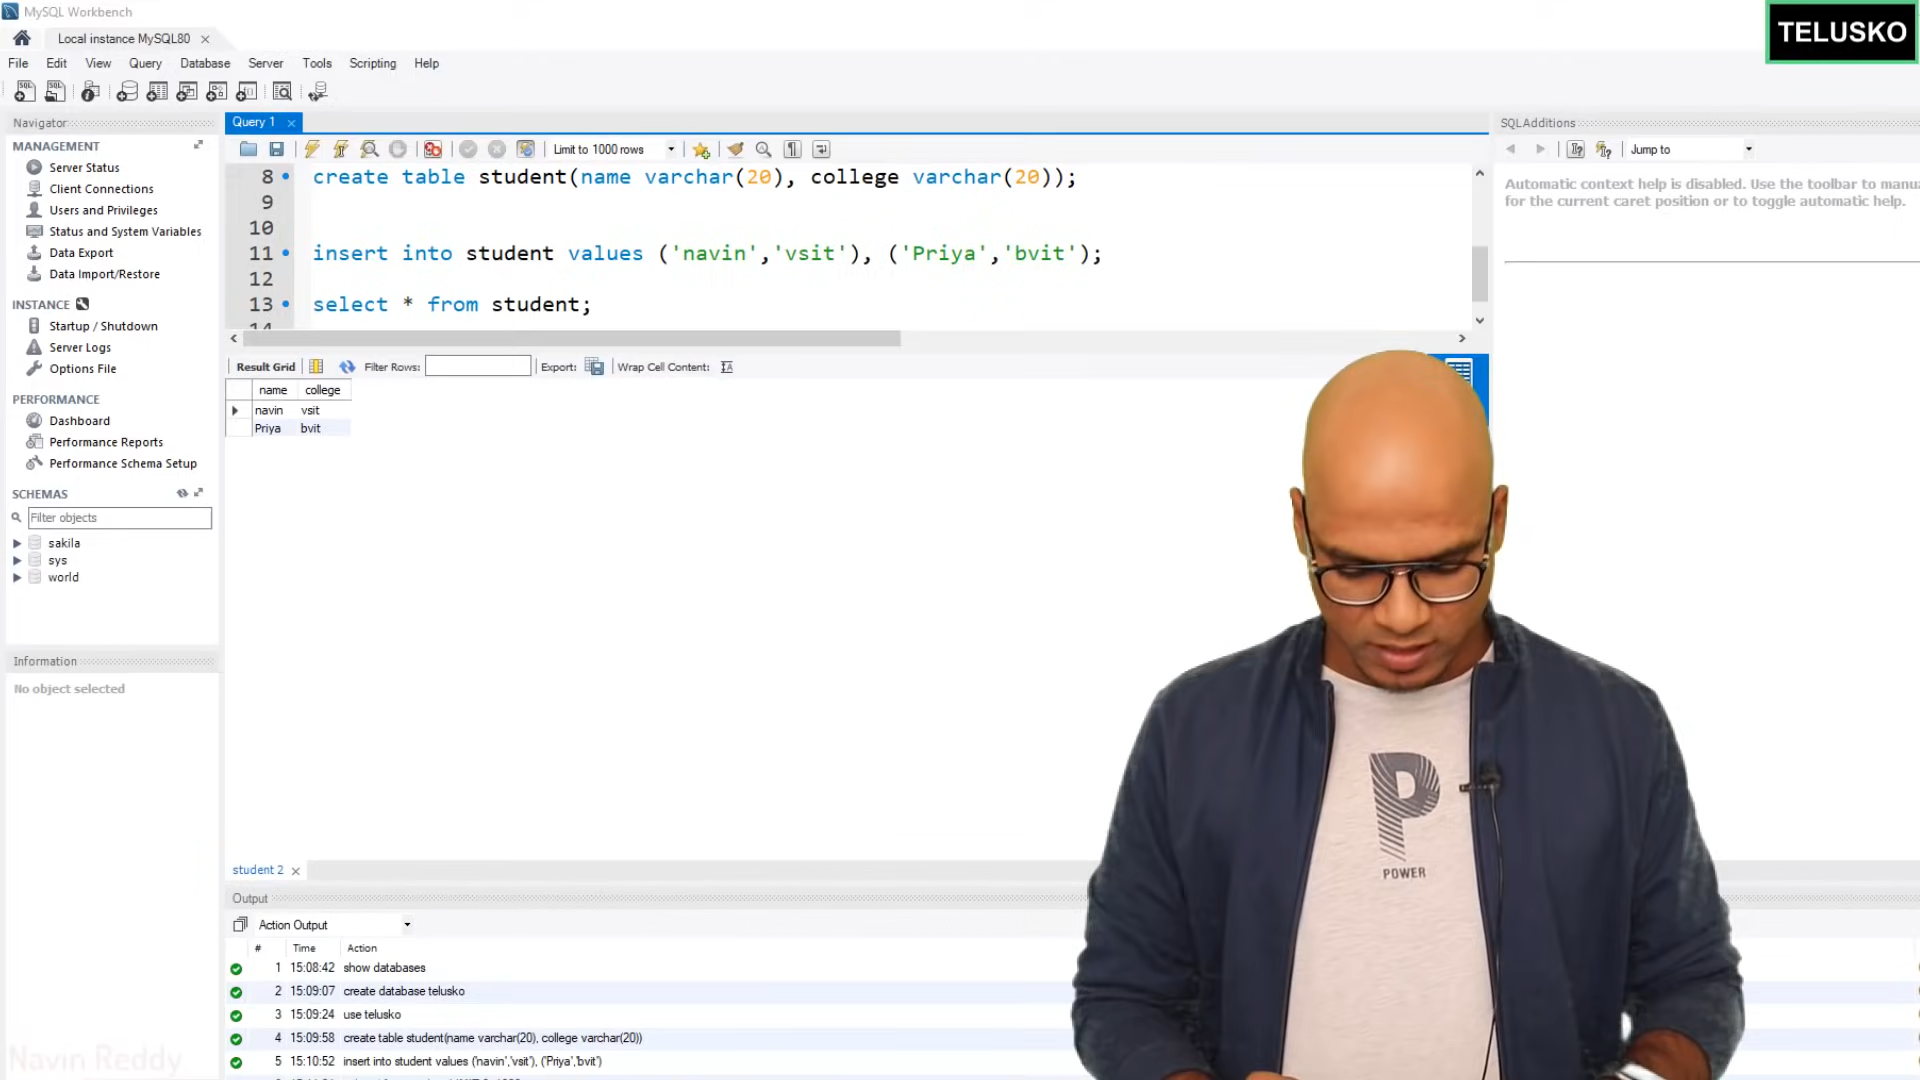 MySQL Workbench
TELUSKO
Local instance MySQL80
File Edit View Query Database Server Tools Scripting Help
Navigator
MANAGEMENT
Server Status
Client Connections
Users and Privileges
Status and System Variables
Data Export
Data Import/Restore
INSTANCE
Startup / Shutdown
Server Logs
Options File
PERFORMANCE
Dashboard
Performance Reports
Performance Schema Setup
SCHEMAS
Filter objects
sakila
sys
world
Information
No object selected
Query 1
Limit to 1000 rows
8 create table student(name varchar(20), college varchar(20));
9
10
11 insert into student values ('navin','vsit'), ('Priya','bvit');
12
13 select * from student;
14
Result Grid Filter Rows: Export: Wrap Cell Content:
name college
navin vsit
Priya bvit
student 2
Output
Action Output
# Time Action
1 15:08:42 show databases
2 15:09:07 create database telusko
3 15:09:24 use telusko
4 15:09:58 create table student(name varchar(20), college varchar(20))
5 15:10:52 insert into student values ('navin','vsit'), ('Priya','bvit')
SQLAdditions
Jump to
Automatic context help is disabled. Use the toolbar to manua
for the current caret position or to toggle automatic help.
P
POWER
Navin Reddy